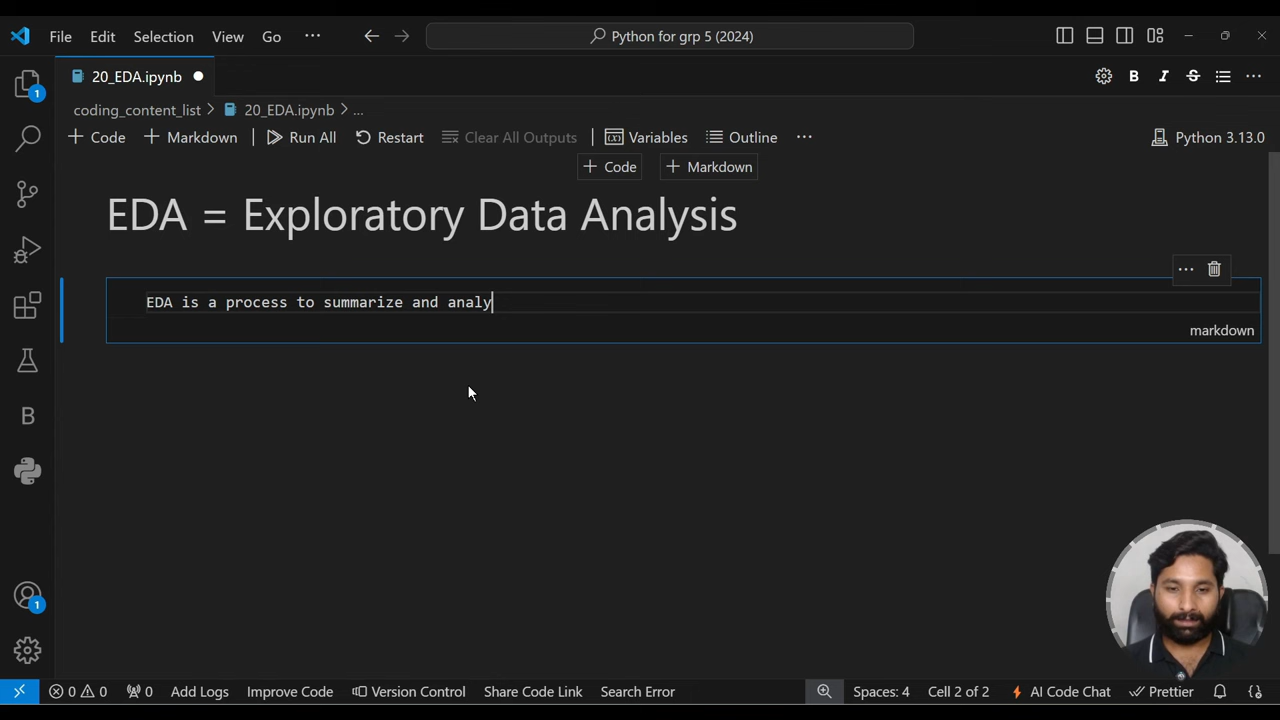 File Edit Selection View Go ··· Python for grp 5 (2024)
20_EDA.ipynb
coding_content_list > 20_EDA.ipynb > ...
+ Code + Markdown Run All Restart Clear All Outputs Variables Outline ··· Python 3.13.0
+ Code + Markdown
EDA = Exploratory Data Analysis
EDA is a process to summarize and analy
markdown
1
B
1
0 0 0 Add Logs Improve Code Version Control Share Code Link Search Error Spaces: 4 Cell 2 of 2 AI Code Chat Prettier